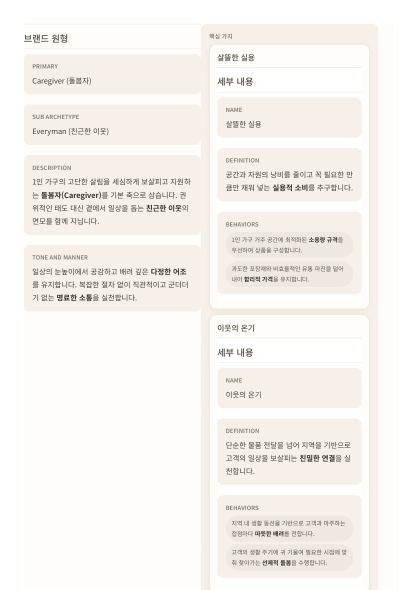 브랜드 원형
PRIMARY
Caregiver (돌봄자)
SUB ARCHETYPE
Everyman (친근한 이웃)
DESCRIPTION
1인 가구의 고단한 살림을 세심하게 보살피고 지원하
는 돌봄자(Caregiver)를 기본 축으로 삼습니다. 권
위적인 태도 대신 곁에서 일상을 돕는 친근한 이웃의
면모를 함께 지닙니다.
TONE AND MANNER
일상의 눈높이에서 공감하고 배려 깊은 다정한 어조
를 유지합니다. 복잡한 절차 없이 직관적이고 군더더
기 없는 명료한 소통을 실천합니다.
핵심 가치
살뜰한 실용
세부 내용
NAME
살뜰한 실용
DEFINITION
공간과 자원의 낭비를 줄이고 꼭 필요한 만
큼만 채워 넣는 실용적 소비를 추구합니다.
BEHAVIORS
1인 가구 거주 공간에 최적화된 소용량 규격을
우선하여 상품을 구성합니다.
과도한 포장재와 비효율적인 유통 마진을 덜어
내어 합리적 가격을 유지합니다.
이웃의 온기
세부 내용
NAME
이웃의 온기
DEFINITION
단순한 물품 전달을 넘어 지역을 기반으로
고객의 일상을 보살피는 친밀한 연결을 실
천합니다.
BEHAVIORS
지역 내 생활 동선을 기반으로 고객과 마주하는
접점마다 따뜻한 배려를 전합니다.
고객의 생활 주기에 귀 기울여 필요한 시점에 맞
춰 찾아가는 선제적 돌봄을 수행합니다.